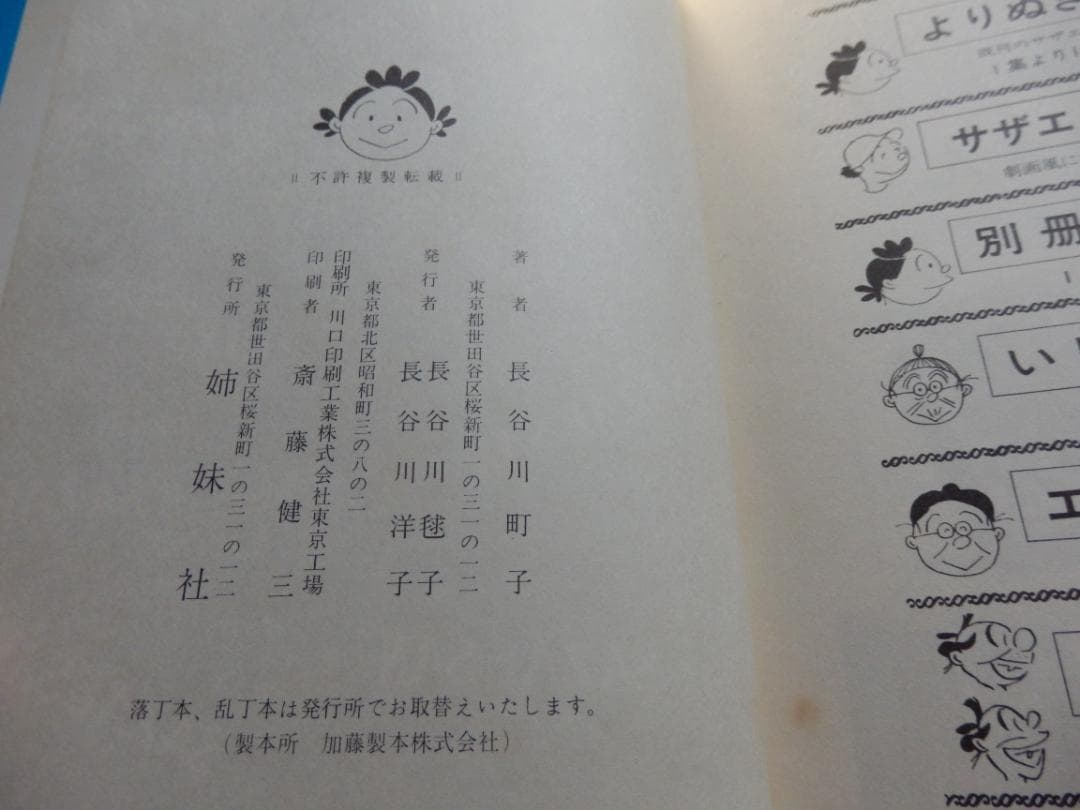 不許複製転載
著者 長谷川町子
東京都世田谷区桜新町一の三一の一二
発行者 長谷川毬子
長谷川洋子
東京都北区昭和町三の八の二
印刷所 川口印刷工業株式会社東京工場
印刷者 斎藤健三
東京都世田谷区桜新町一の三一の一二
発行所 姉妹社
落丁本、乱丁本は発行所でお取替えいたします。
(製本所 加藤製本株式会社)
よりぬき
集より
サザエ
劇画風に
別冊
い
エ